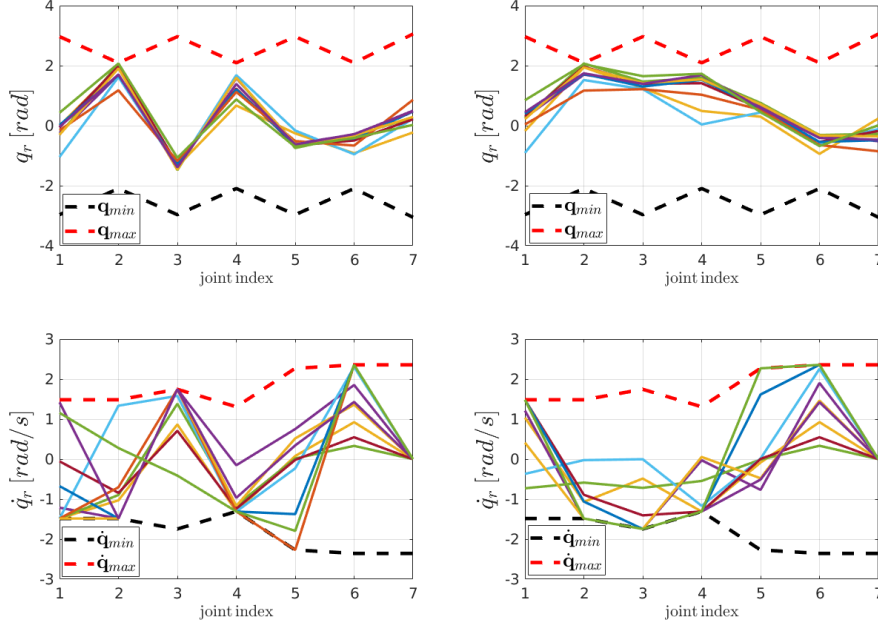 4
2
0
-2
-4
q_r [rad]
q_min
q_max
1 2 3 4 5 6 7
joint index
4
2
0
-2
-4
q_r [rad]
q_min
q_max
1 2 3 4 5 6 7
joint index
3
2
1
0
-1
-2
-3
q̇_r [rad/s]
q̇_min
q̇_max
1 2 3 4 5 6 7
joint index
3
2
1
0
-1
-2
-3
q̇_r [rad/s]
q̇_min
q̇_max
1 2 3 4 5 6 7
joint index